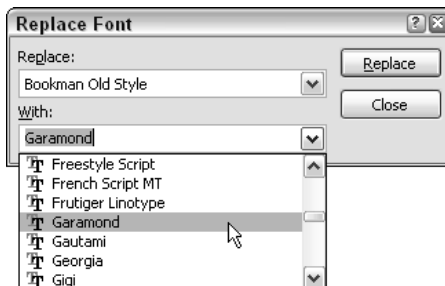 Replace Font
Replace:
Bookman Old Style
Replace
With:
Close
Garamond
Freestyle Script
French Script MT
Frutiger Linotype
Garamond
Gautami
Georgia
Gigi